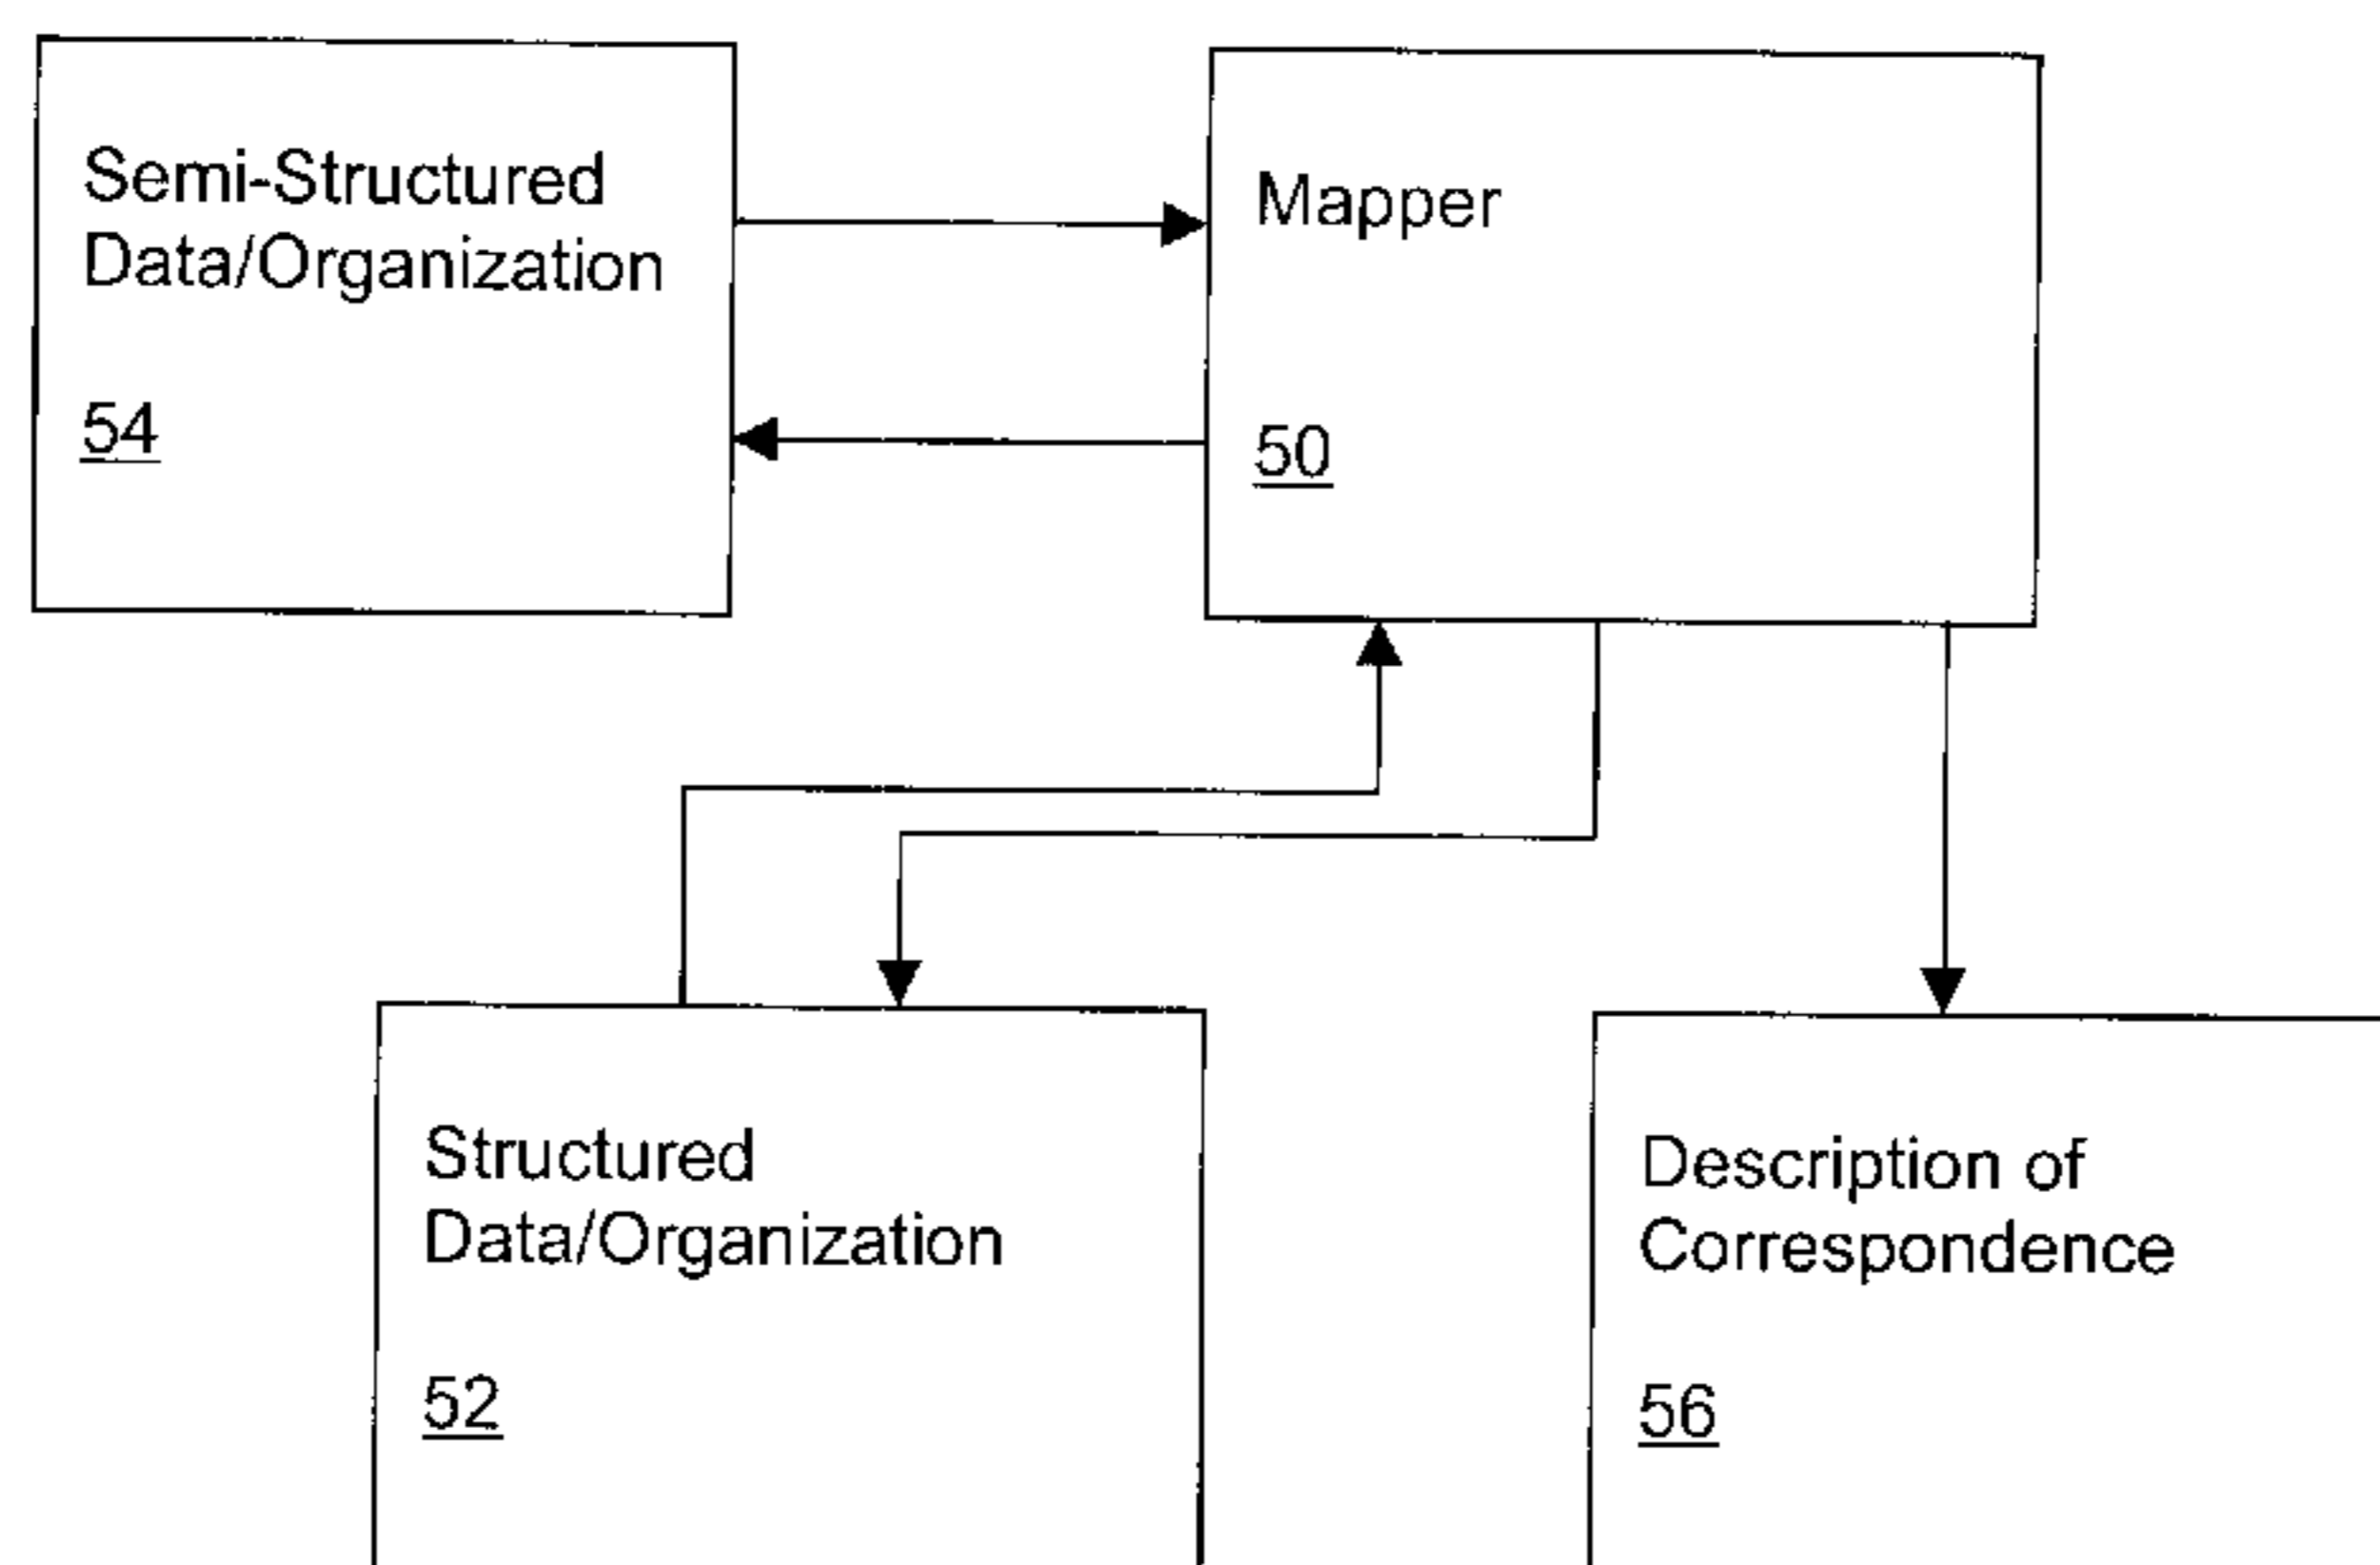 Semi-Structured
Data/Organization
54
Mapper
50
Structured
Data/Organization
52
Description of
Correspondence
56